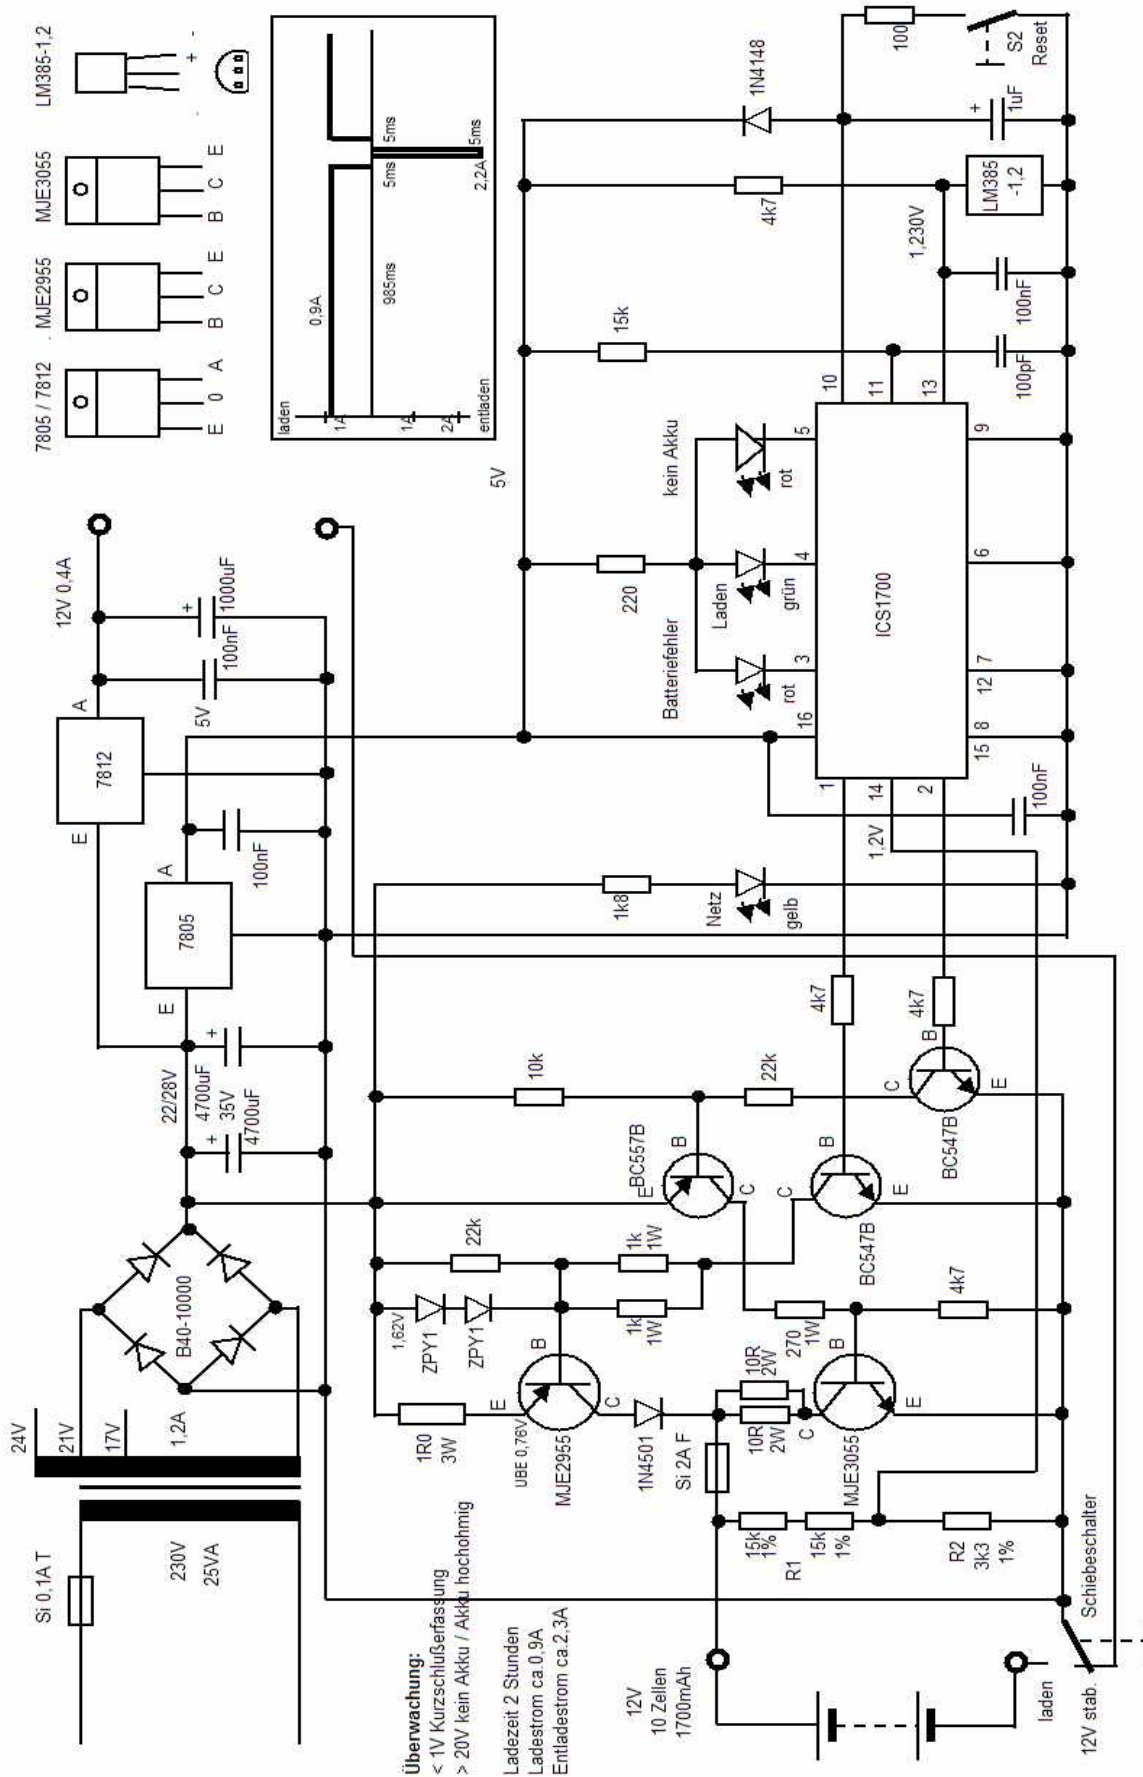 Si 0,1A T
230V
25VA
24V
21V
17V
1,2A
B40-10000
22/28V
+
4700uF
35V
+
4700uF
E
7805
A
100nF
E
7812
A
5V
100nF
+
1000uF
12V 0,4A
7805 / 7812
E
0
A
MJE2955
B
C
E
MJE3055
B
C
E
LM385-1,2
+
-
laden
1A
1A
2A
entladen
0,9A
985ms
5ms
5ms
2,2A
5ms
Überwachung:
< 1V Kurzschlußerfassung
> 20V kein Akku / Akku hochohmig
Ladezeit 2 Stunden
Ladestrom ca.0,9A
Entladestrom ca.2,3A
1R0
3W
1,62V
ZPY1
ZPY1
22k
E
UBE 0,76V
B
C
MJE2955
1k
1W
1k
1W
1N4501
Si 2A F
10R
2W
10R
2W
C
270
1W
B
E
MJE3055
4k7
E
BC557B
B
C
10k
22k
C
B
E
BC547B
C
B
E
BC547B
4k7
4k7
1k8
Netz
gelb
5V
220
Batteriefehler
rot
Laden
grün
kein Akku
rot
15k
4k7
1N4148
100
S2
Reset
+
1uF
LM385
-1,2
1,230V
100nF
100pF
ICS1700
16
3
4
5
1
14
2
1,2V
10
11
13
15
8
12
7
6
9
100nF
15k
1%
R1
15k
1%
R2
3k3
1%
12V
10 Zellen
1700mAh
laden
12V stab.
Schiebeschalter